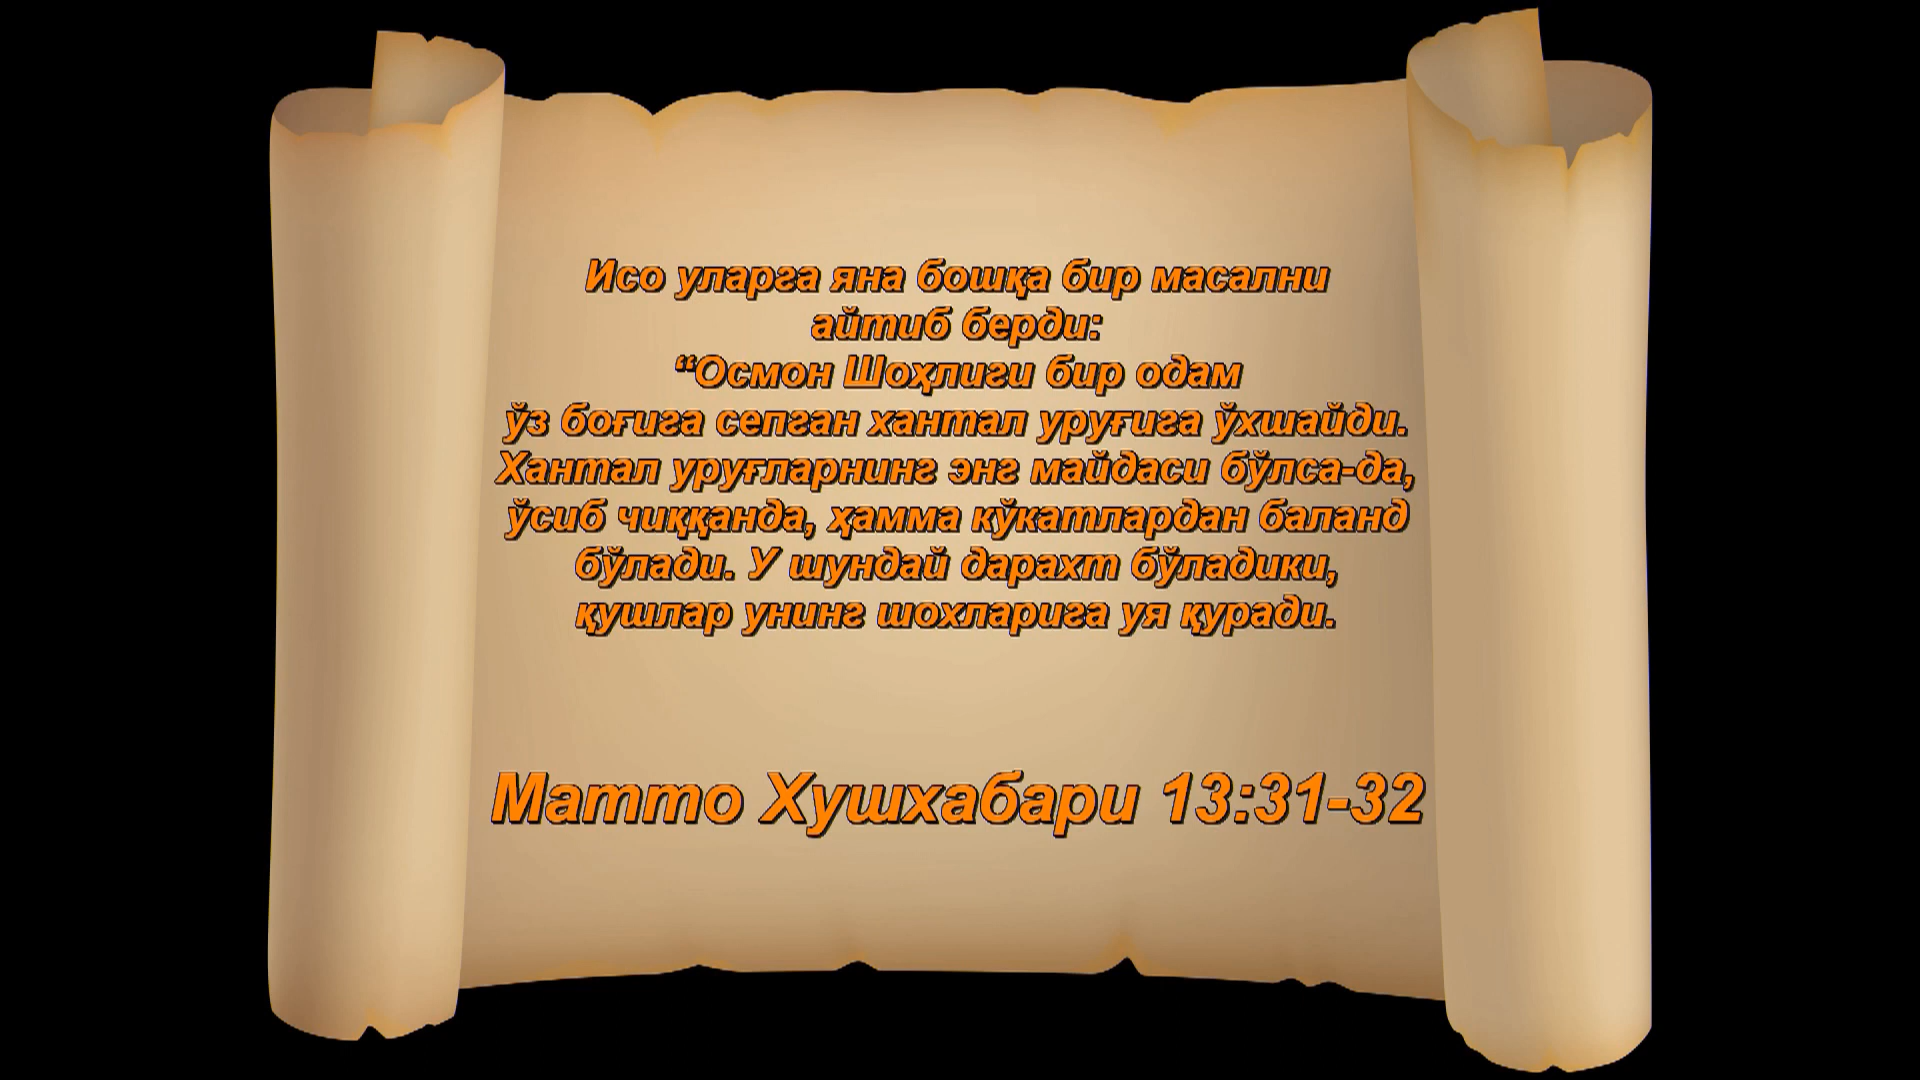 Исо уларга яна бошқа бир масални
айтиб берди:
“Осмон Шоҳлиги бир одам
ўз боғига сепган хантал уруғига ўхшайди.
Хантал уруғларнинг энг майдаси бўлса-да,
ўсиб чиққанда, ҳамма кўкатлардан баланд
бўлади. У шундай дарахт бўладики,
қушлар унинг шохларига уя қуради.
Матто Хушхабари 13:31-32